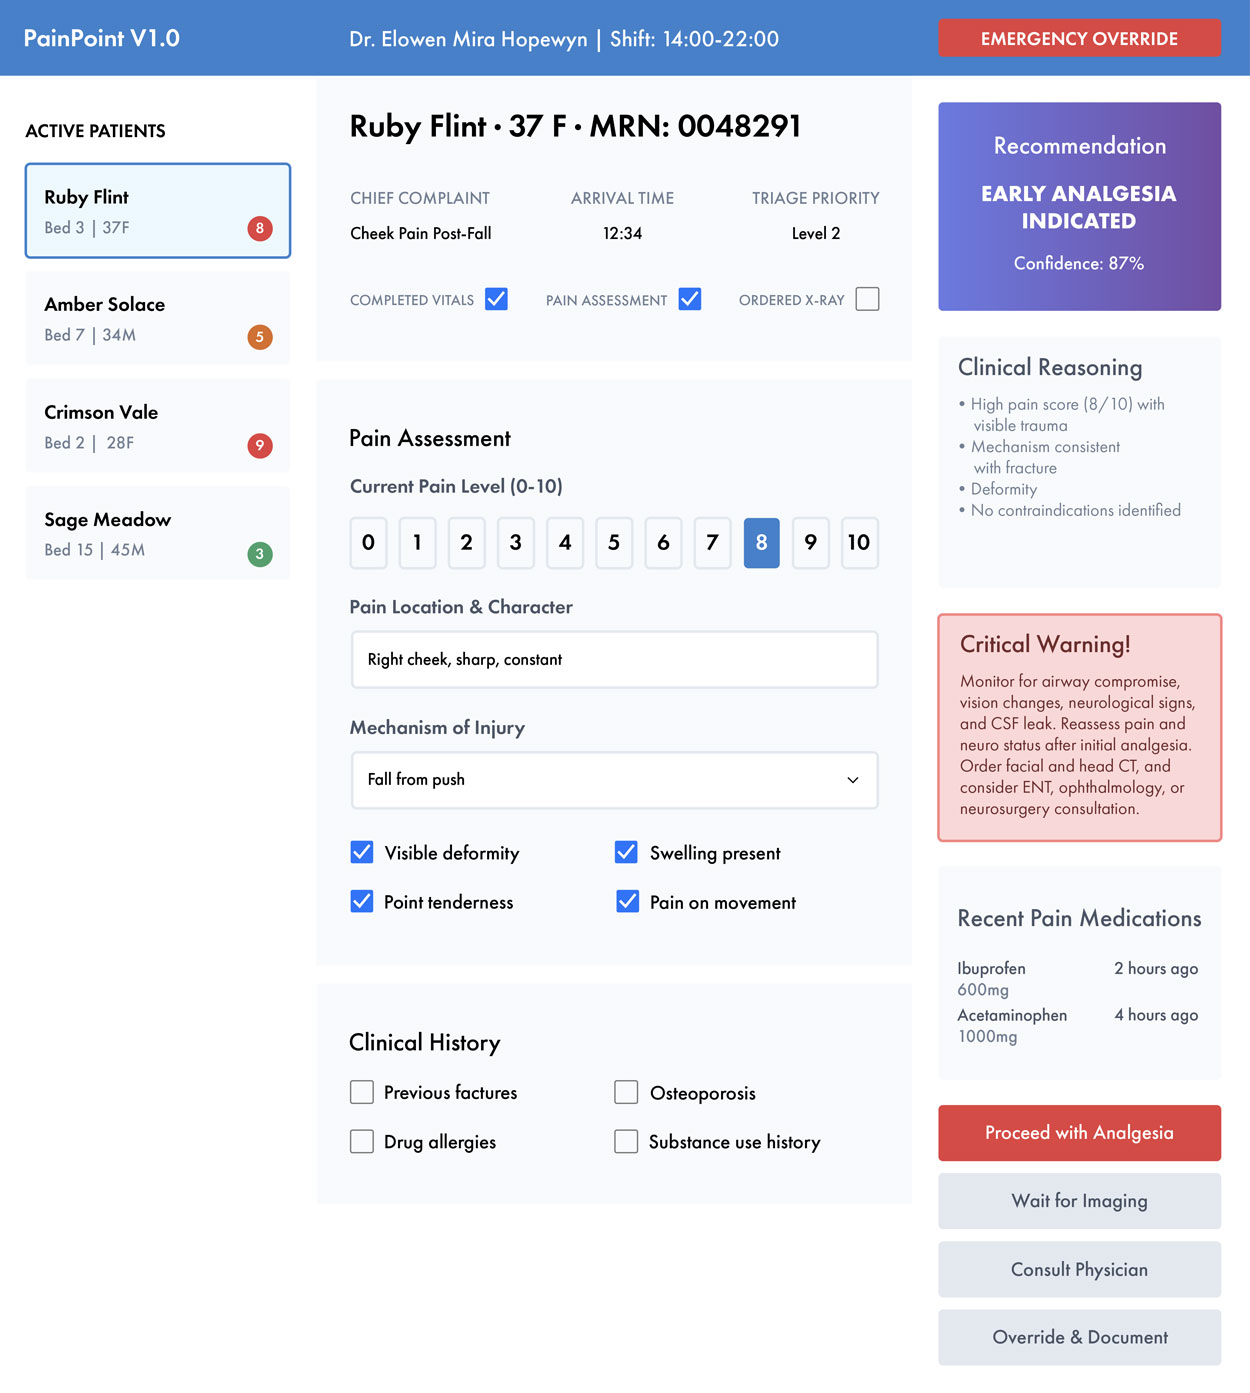 PainPoint V1.0
Dr. Elowen Mira Hopewyn | Shift: 14:00-22:00
EMERGENCY OVERRIDE
ACTIVE PATIENTS
Ruby Flint
Bed 3 | 37F
8
Amber Solace
Bed 7 | 34M
5
Crimson Vale
Bed 2 | 28F
9
Sage Meadow
Bed 15 | 45M
3
Ruby Flint · 37 F · MRN: 0048291
CHIEF COMPLAINT
Cheek Pain Post-Fall
ARRIVAL TIME
12:34
TRIAGE PRIORITY
Level 2
COMPLETED VITALS
PAIN ASSESSMENT
ORDERED X-RAY
Pain Assessment
Current Pain Level (0-10)
0 1 2 3 4 5 6 7 8 9 10
Pain Location & Character
Right cheek, sharp, constant
Mechanism of Injury
Fall from push
Visible deformity
Swelling present
Point tenderness
Pain on movement
Clinical History
Previous factures
Osteoporosis
Drug allergies
Substance use history
Recommendation
EARLY ANALGESIA
INDICATED
Confidence: 87%
Clinical Reasoning
• High pain score (8/10) with
visible trauma
• Mechanism consistent
with fracture
• Deformity
• No contraindications identified
Critical Warning!
Monitor for airway compromise,
vision changes, neurological signs,
and CSF leak. Reassess pain and
neuro status after initial analgesia.
Order facial and head CT, and
consider ENT, ophthalmology, or
neurosurgery consultation.
Recent Pain Medications
Ibuprofen 2 hours ago
600mg
Acetaminophen 4 hours ago
1000mg
Proceed with Analgesia
Wait for Imaging
Consult Physician
Override & Document